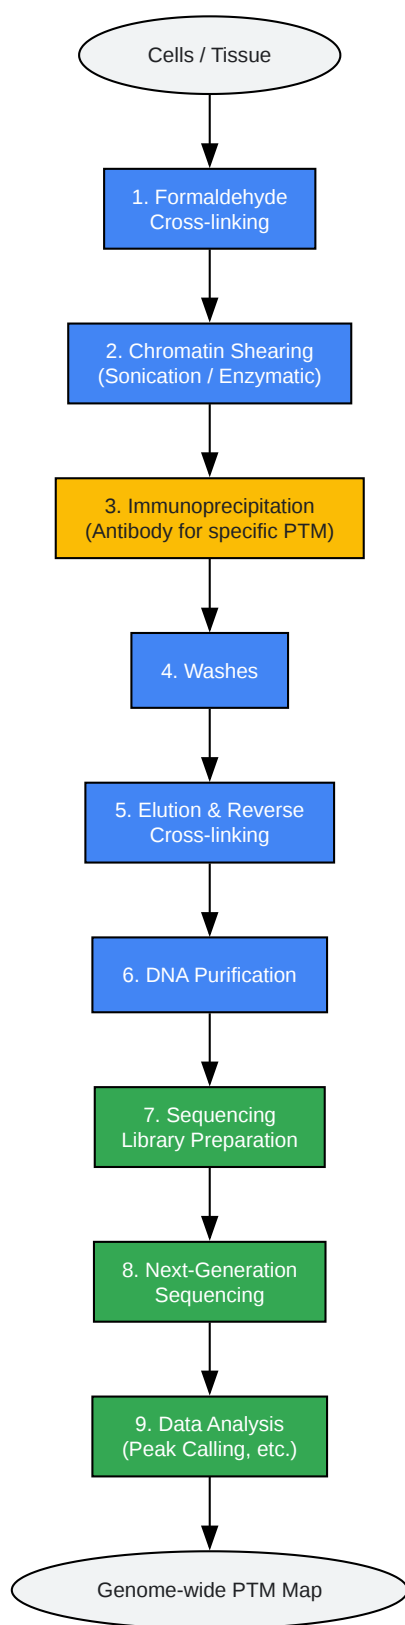 Cells / Tissue
1. Formaldehyde
Cross-linking
2. Chromatin Shearing
(Sonication / Enzymatic)
3. Immunoprecipitation
(Antibody for specific PTM)
4. Washes
5. Elution & Reverse
Cross-linking
6. DNA Purification
7. Sequencing
Library Preparation
8. Next-Generation
Sequencing
9. Data Analysis
(Peak Calling, etc.)
Genome-wide PTM Map